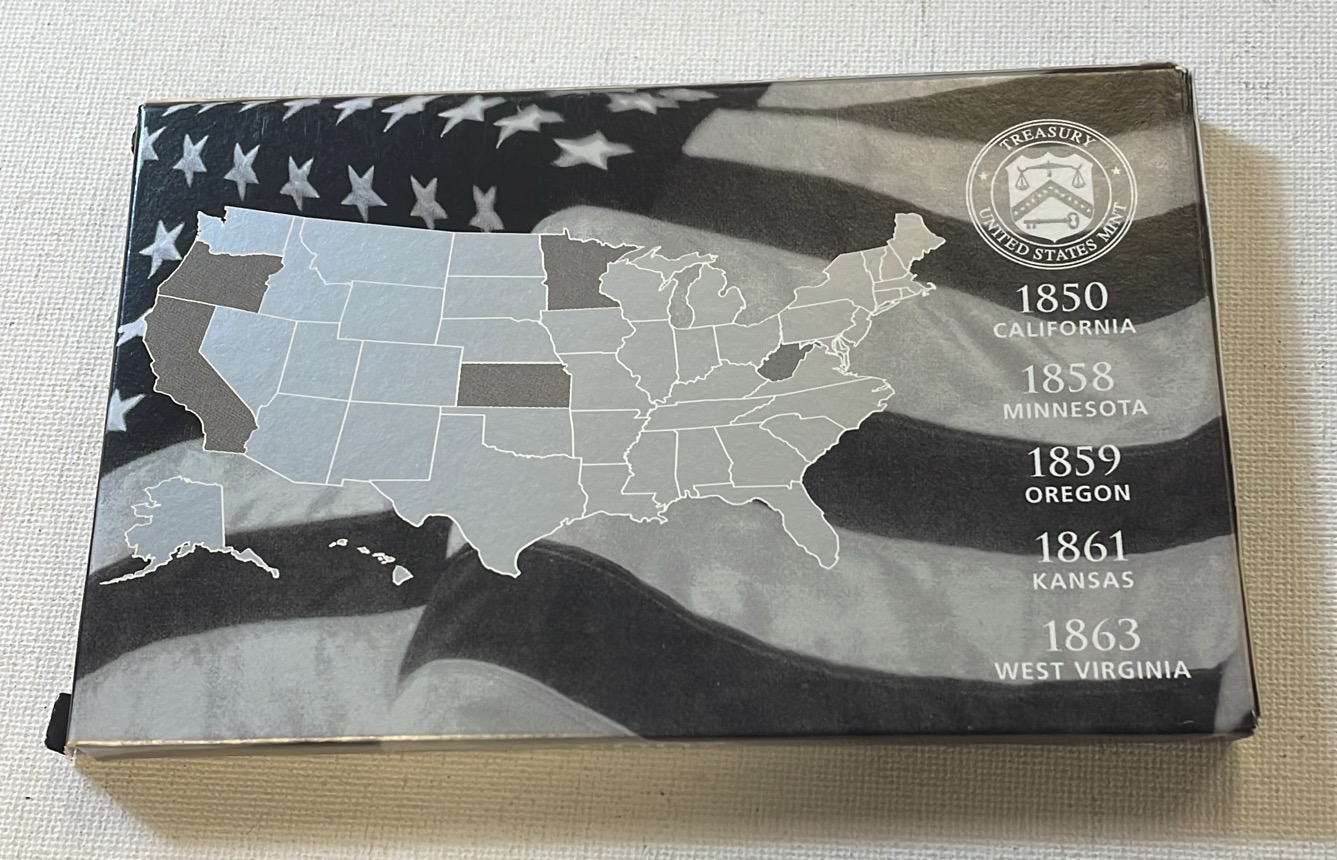 TREASURY
UNITED STATES MINT
1850
CALIFORNIA
1858
MINNESOTA
1859
OREGON
1861
KANSAS
1863
WEST VIRGINIA